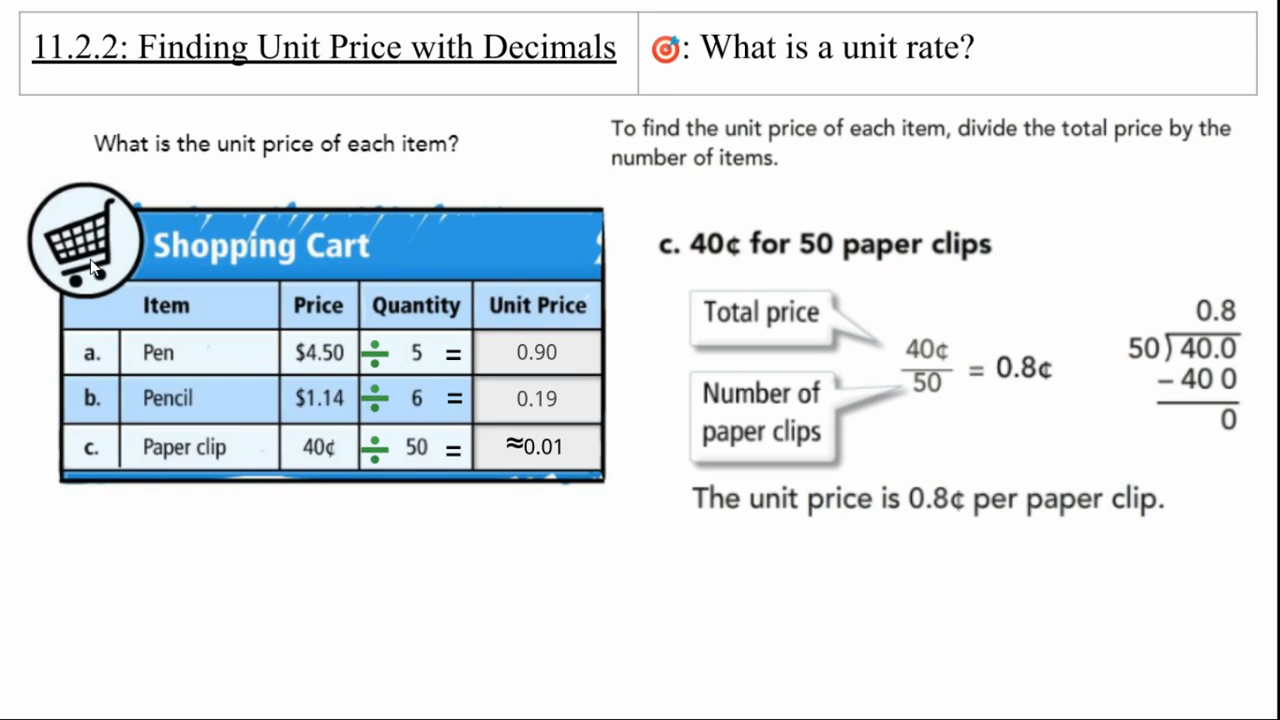 11.2.2: Finding Unit Price with Decimals
🎯: What is a unit rate?
What is the unit price of each item?
To find the unit price of each item, divide the total price by the
number of items.
Shopping Cart
Item Price Quantity Unit Price
a. Pen $4.50 ÷ 5 = 0.90
b. Pencil $1.14 ÷ 6 = 0.19
c. Paper clip 40¢ ÷ 50 = ≈0.01
c. 40¢ for 50 paper clips
Total price
Number of
paper clips
40¢
50
= 0.8¢
0.8
50)40.0
– 40 0
0
The unit price is 0.8¢ per paper clip.